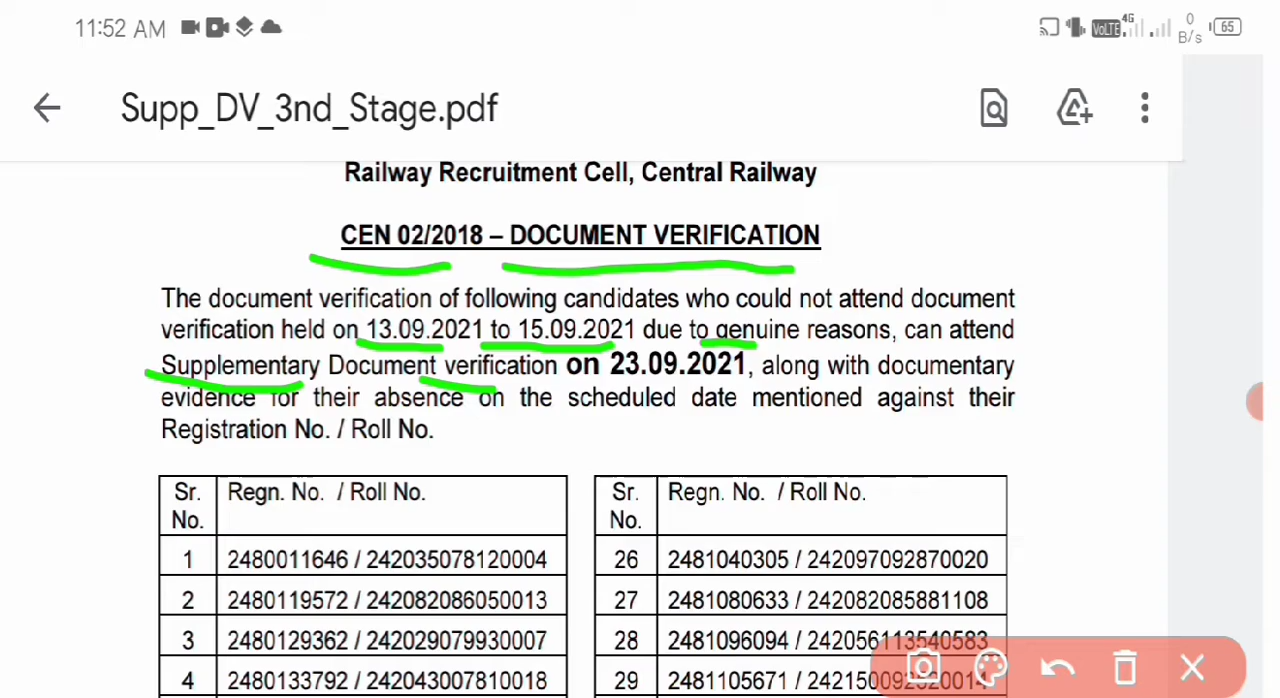 11:52 AM
VoLTE 4G 0 B/s 65
Supp_DV_3nd_Stage.pdf
Railway Recruitment Cell, Central Railway
CEN 02/2018 – DOCUMENT VERIFICATION
The document verification of following candidates who could not attend document
verification held on 13.09.2021 to 15.09.2021 due to genuine reasons, can attend
Supplementary Document verification on 23.09.2021, along with documentary
evidence for their absence on the scheduled date mentioned against their
Registration No. / Roll No.
Sr. No. Regn. No. / Roll No. Sr. No. Regn. No. / Roll No.
1 2480011646 / 242035078120004 26 2481040305 / 242097092870020
2 2480119572 / 242082086050013 27 2481080633 / 242082085881108
3 2480129362 / 242029079930007 28 2481096094 / 242056113540583
4 2480133792 / 242043007810018 29 2481105671 /